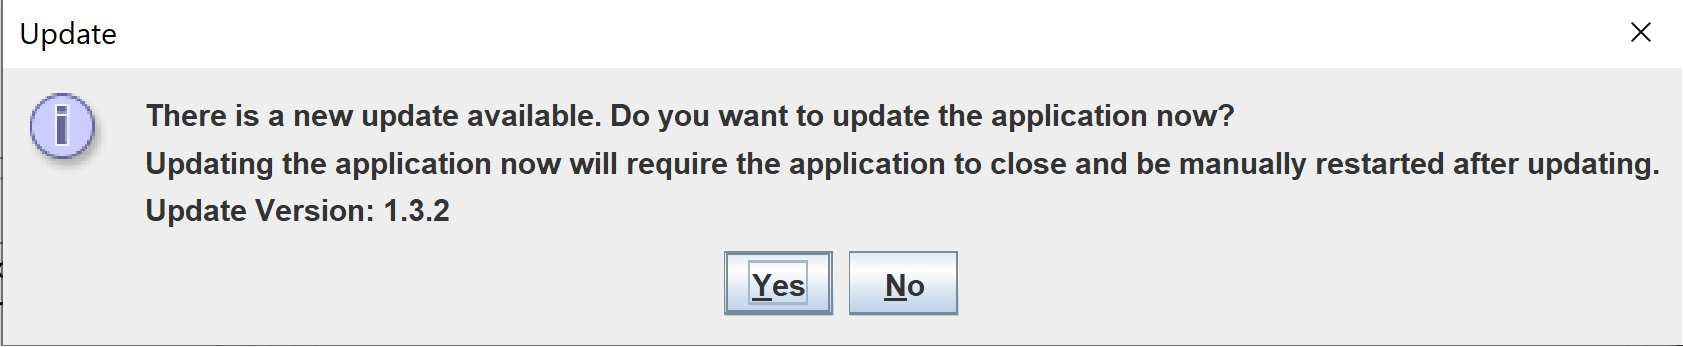 Update
There is a new update available. Do you want to update the application now?
Updating the application now will require the application to close and be manually restarted after updating.
Update Version: 1.3.2
Yes
No